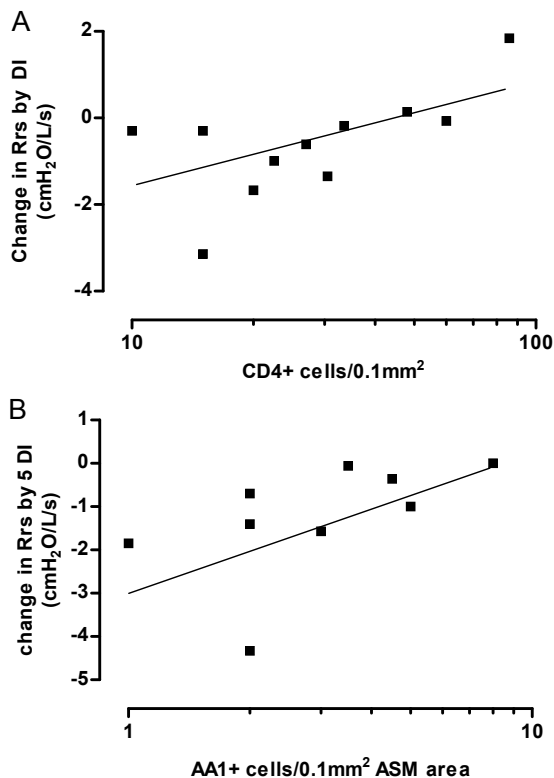 A
Change in Rrs by DI
(cmH₂O/L/s)
2
0
-2
-4
10
100
CD4+ cells/0.1mm²
B
change in Rrs by 5 DI
(cmH₂O/L/s)
1
0
-1
-2
-3
-4
-5
1
10
AA1+ cells/0.1mm² ASM area